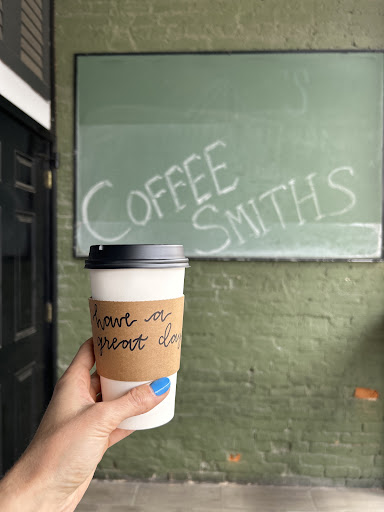 COFFEE
SMITHS
have a
great day